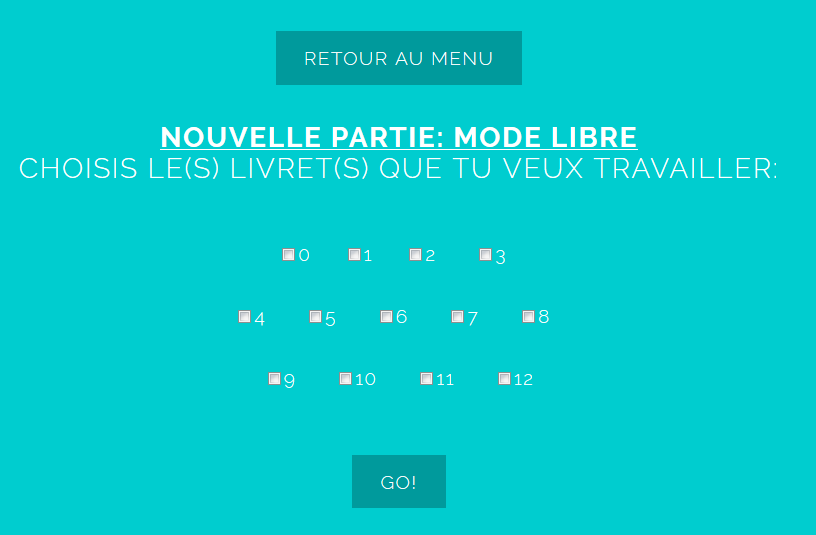 RETOUR AU MENU
NOUVELLE PARTIE: MODE LIBRE
CHOISIS LE(S) LIVRET(S) QUE TU VEUX TRAVAILLER:
0 1 2 3
4 5 6 7 8
9 10 11 12
GO!